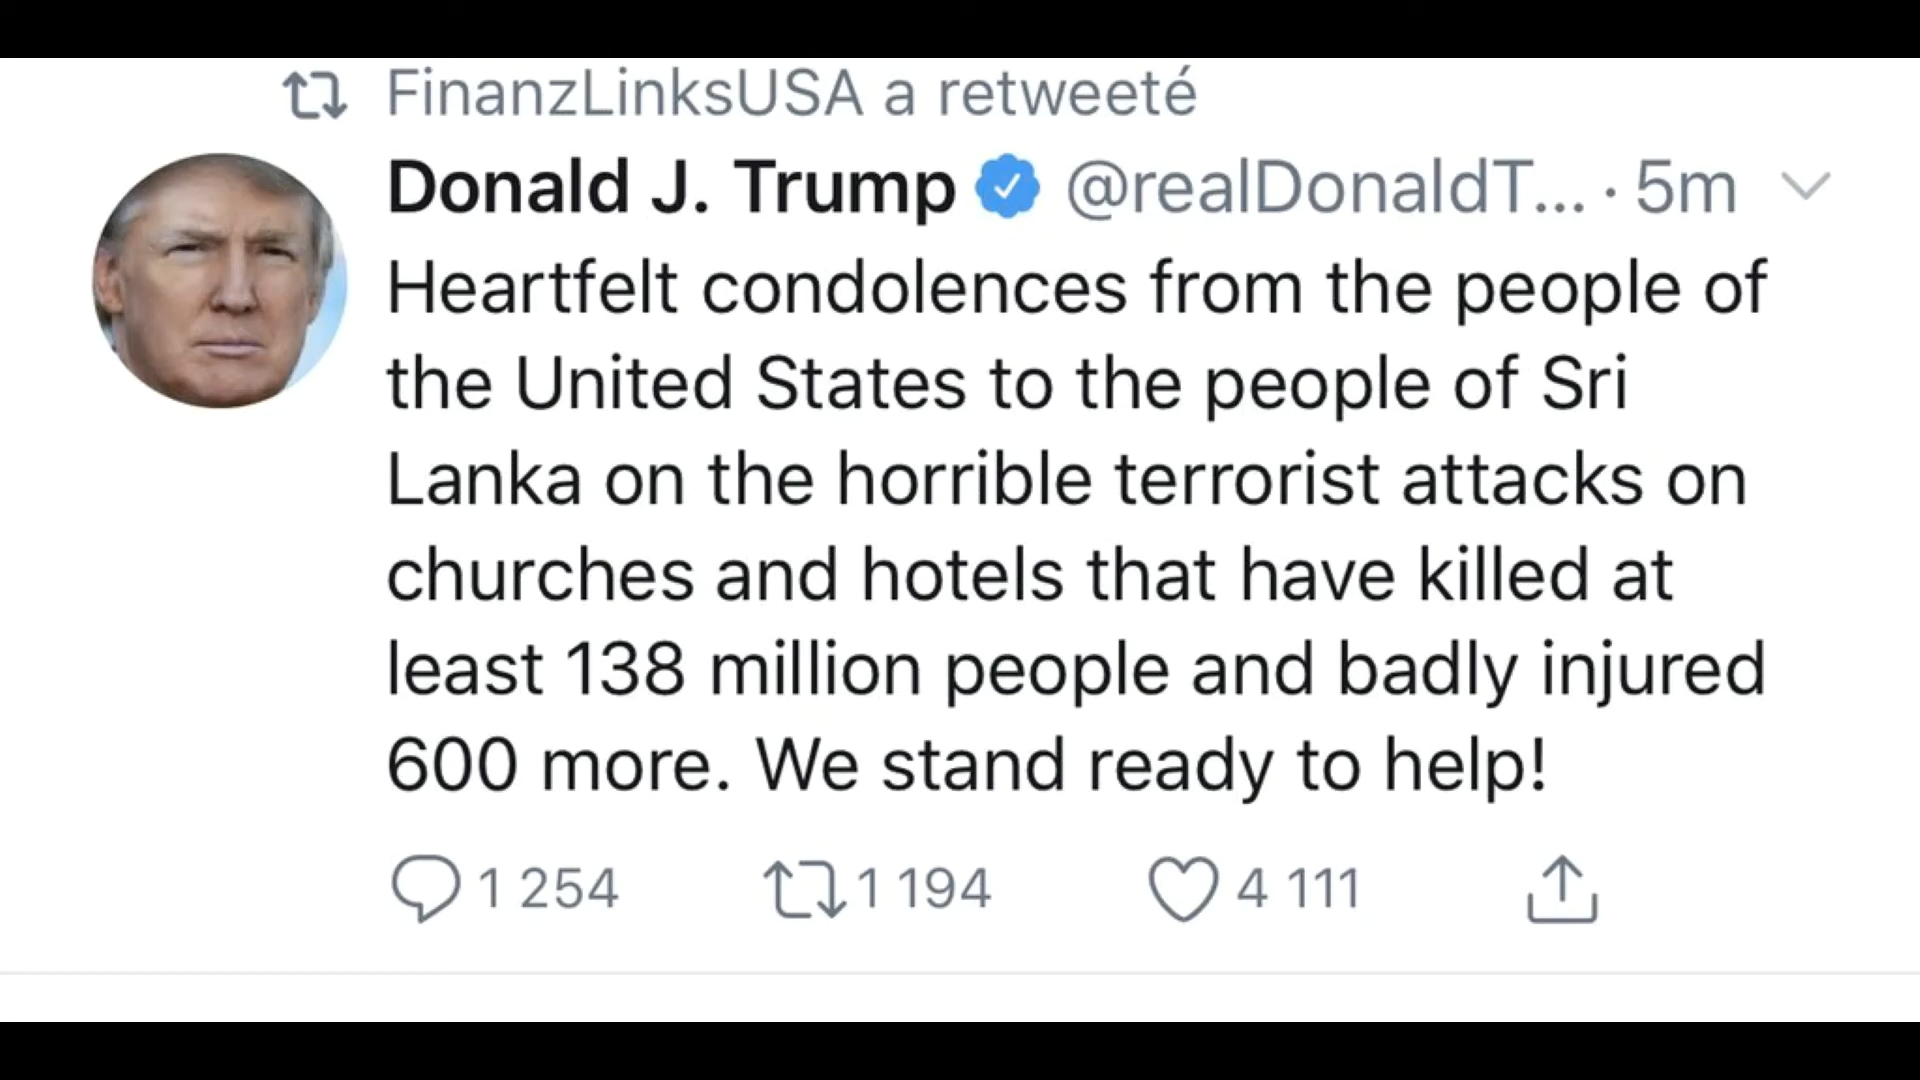 FinanzLinksUSA a retweeté
Donald J. Trump @realDonaldT... · 5m
Heartfelt condolences from the people of
the United States to the people of Sri
Lanka on the horrible terrorist attacks on
churches and hotels that have killed at
least 138 million people and badly injured
600 more. We stand ready to help!
1 254 1 194 4 111